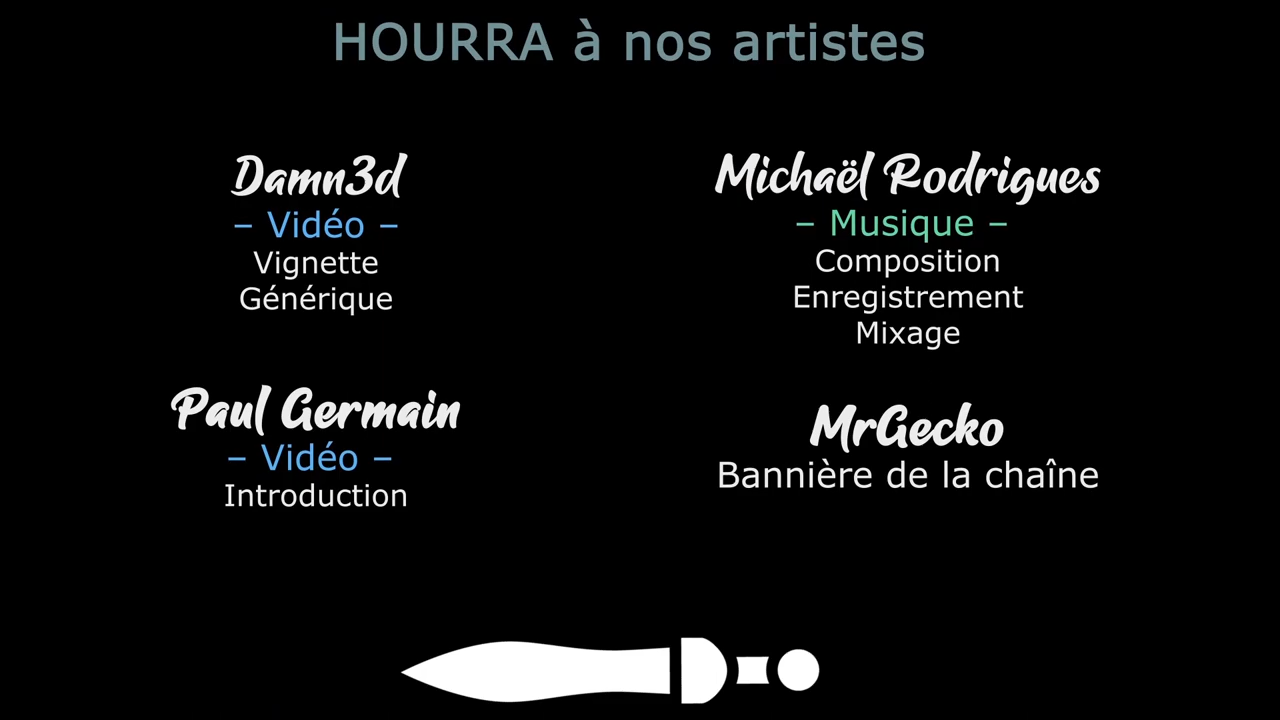 HOURRA à nos artistes
Damn3d
– Vidéo –
Vignette
Générique
Michaël Rodrigues
– Musique –
Composition
Enregistrement
Mixage
Paul Germain
– Vidéo –
Introduction
MrGecko
Bannière de la chaîne